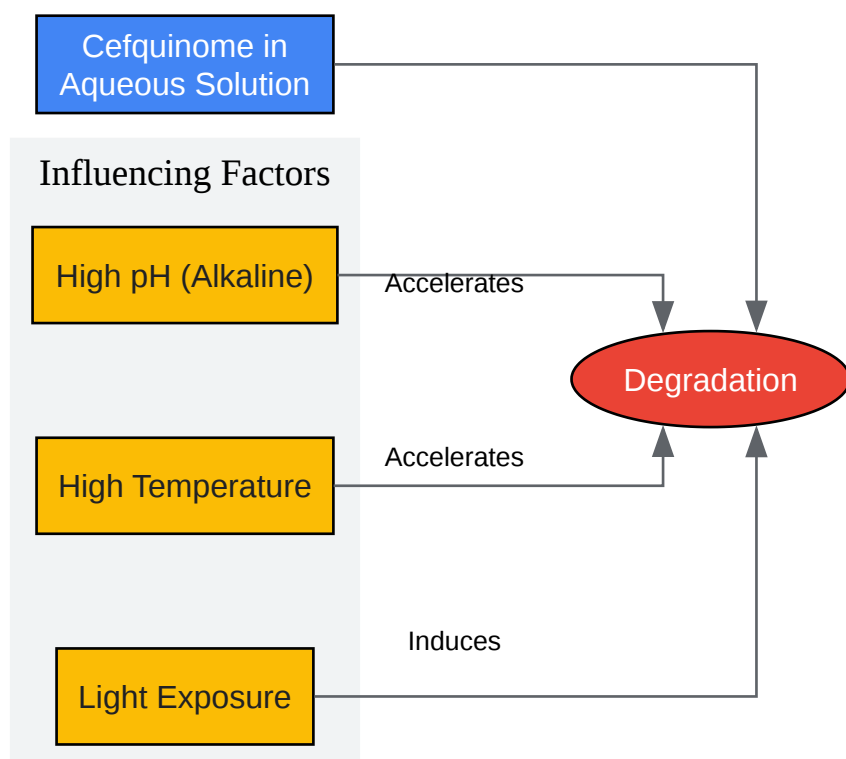 Cefquinome in
Aqueous Solution
Influencing Factors
High pH (Alkaline)
Accelerates
Degradation
High Temperature
Accelerates
Light Exposure
Induces